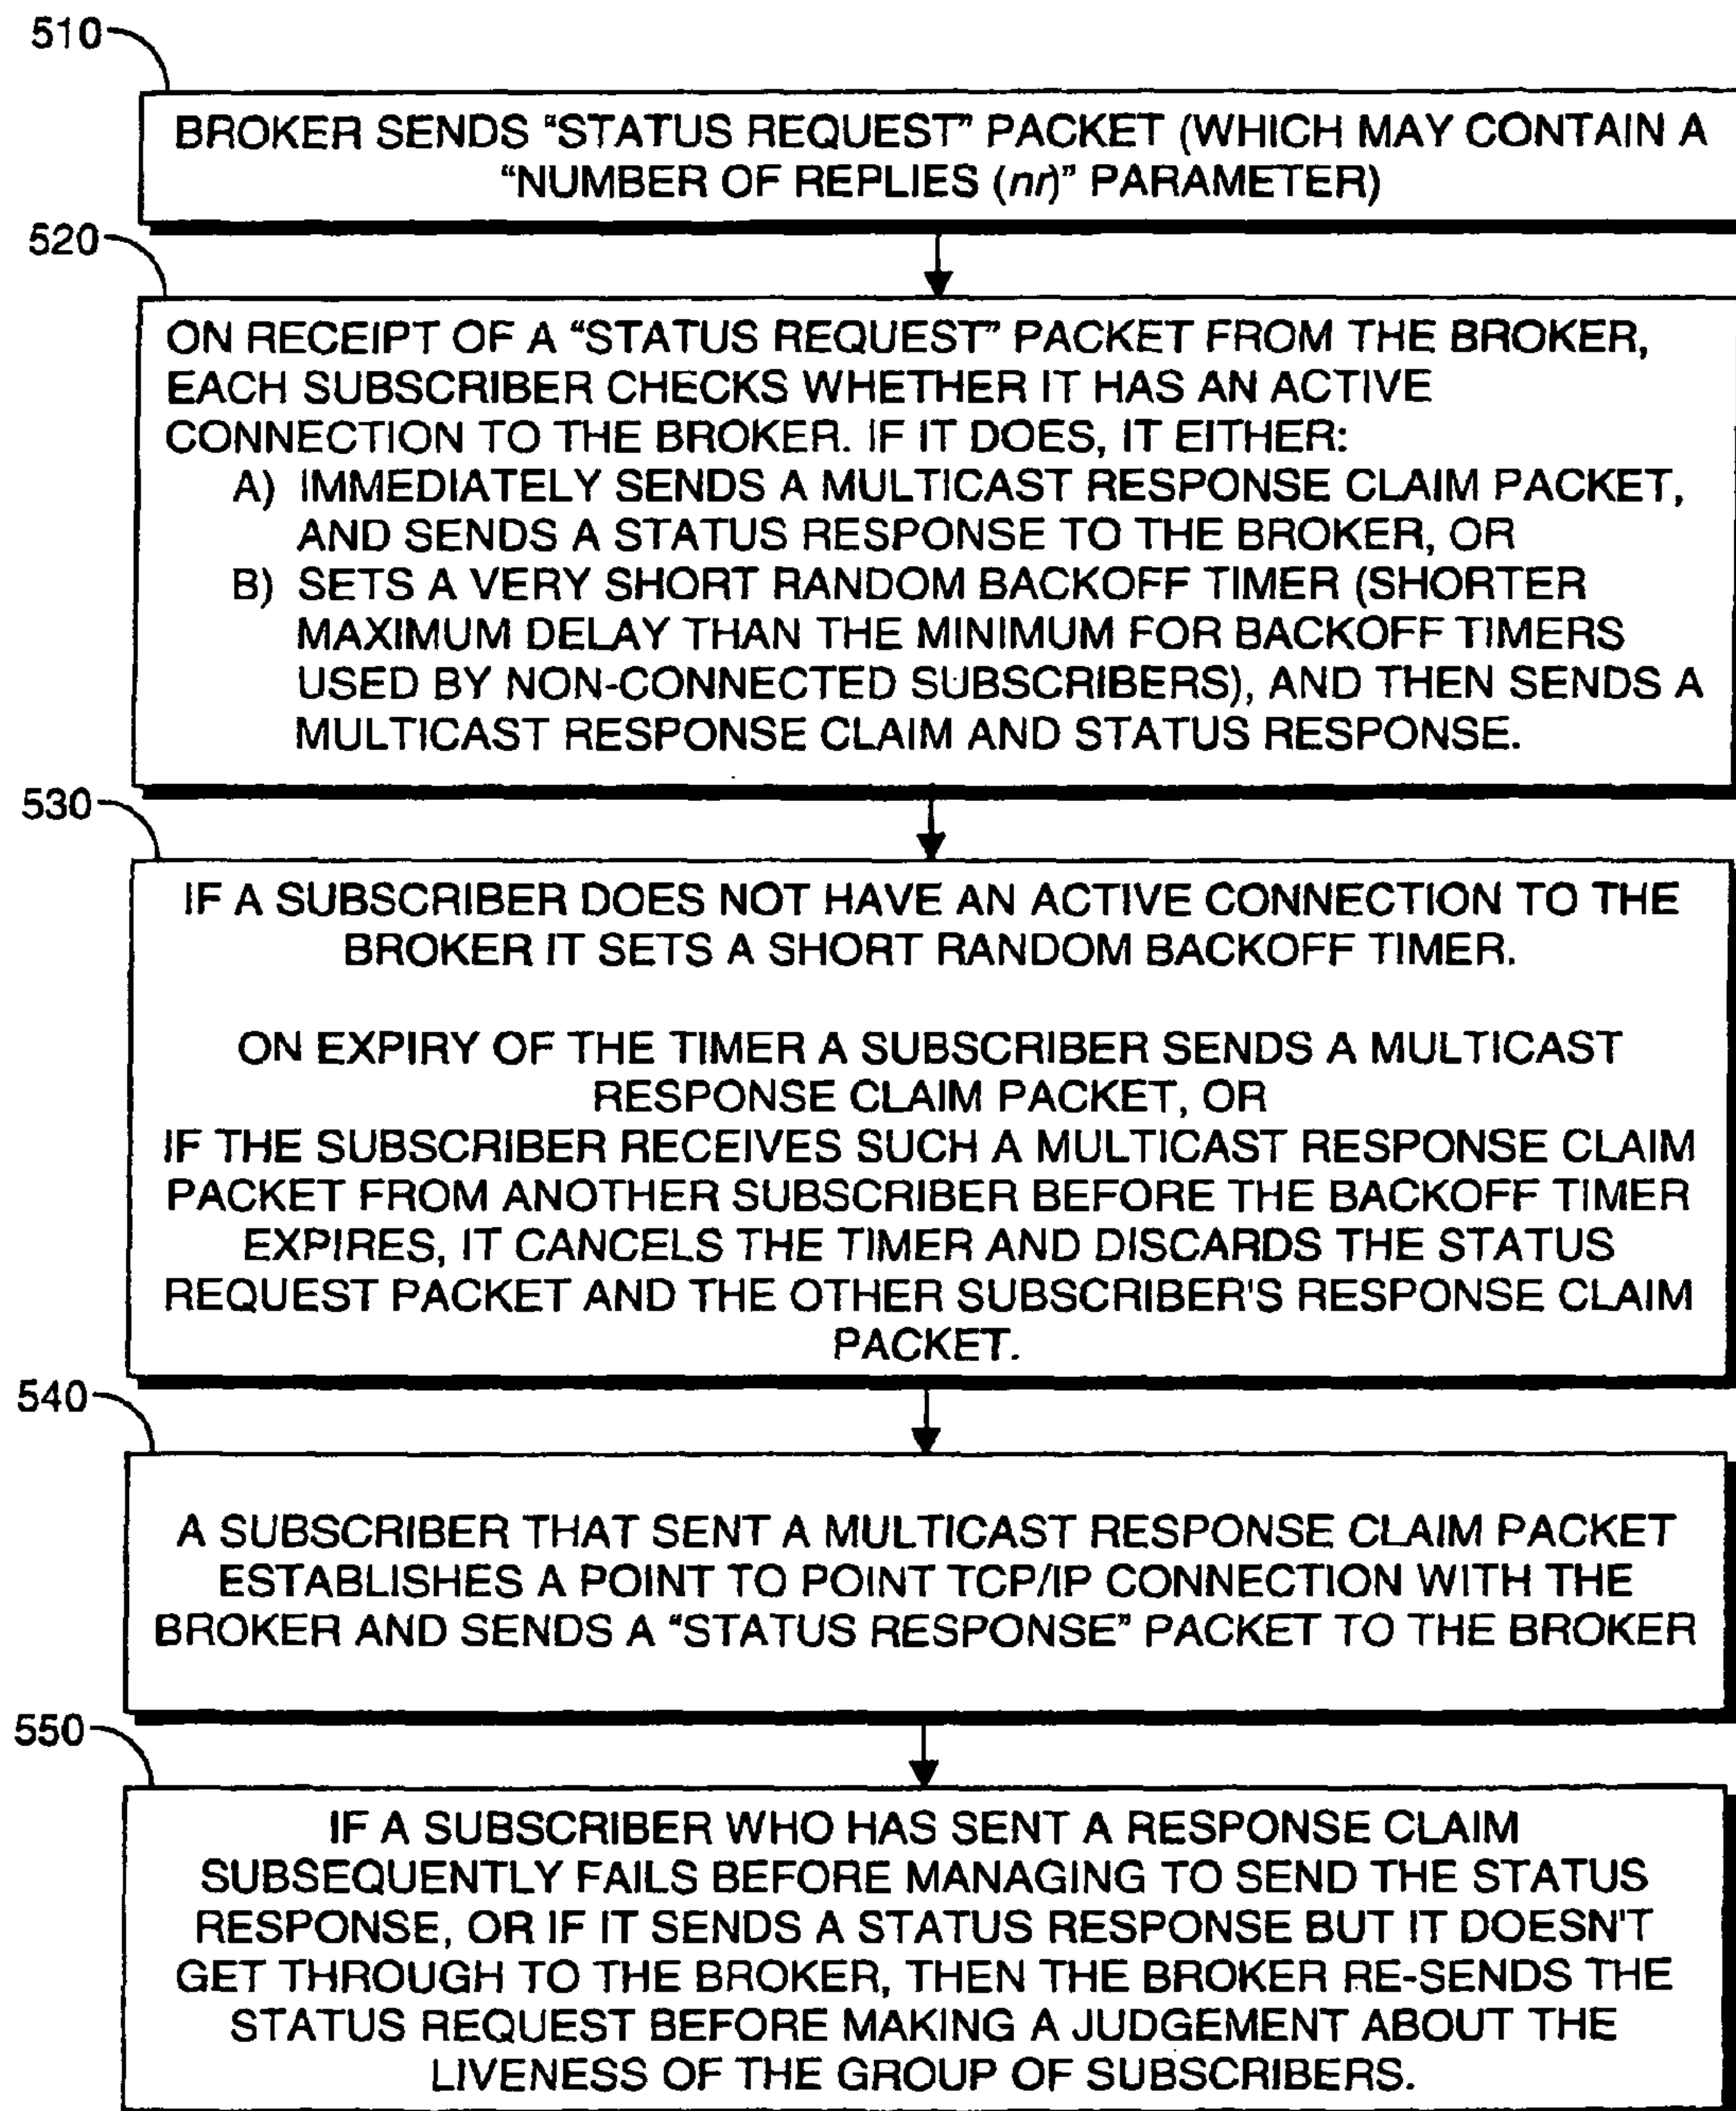 510
BROKER SENDS “STATUS REQUEST” PACKET (WHICH MAY CONTAIN A
“NUMBER OF REPLIES (nr)” PARAMETER)
520
ON RECEIPT OF A “STATUS REQUEST” PACKET FROM THE BROKER,
EACH SUBSCRIBER CHECKS WHETHER IT HAS AN ACTIVE
CONNECTION TO THE BROKER. IF IT DOES, IT EITHER:
A) IMMEDIATELY SENDS A MULTICAST RESPONSE CLAIM PACKET,
AND SENDS A STATUS RESPONSE TO THE BROKER, OR
B) SETS A VERY SHORT RANDOM BACKOFF TIMER (SHORTER
MAXIMUM DELAY THAN THE MINIMUM FOR BACKOFF TIMERS
USED BY NON-CONNECTED SUBSCRIBERS), AND THEN SENDS A
MULTICAST RESPONSE CLAIM AND STATUS RESPONSE.
530
IF A SUBSCRIBER DOES NOT HAVE AN ACTIVE CONNECTION TO THE
BROKER IT SETS A SHORT RANDOM BACKOFF TIMER.
ON EXPIRY OF THE TIMER A SUBSCRIBER SENDS A MULTICAST
RESPONSE CLAIM PACKET, OR
IF THE SUBSCRIBER RECEIVES SUCH A MULTICAST RESPONSE CLAIM
PACKET FROM ANOTHER SUBSCRIBER BEFORE THE BACKOFF TIMER
EXPIRES, IT CANCELS THE TIMER AND DISCARDS THE STATUS
REQUEST PACKET AND THE OTHER SUBSCRIBER'S RESPONSE CLAIM
PACKET.
540
A SUBSCRIBER THAT SENT A MULTICAST RESPONSE CLAIM PACKET
ESTABLISHES A POINT TO POINT TCP/IP CONNECTION WITH THE
BROKER AND SENDS A “STATUS RESPONSE” PACKET TO THE BROKER
550
IF A SUBSCRIBER WHO HAS SENT A RESPONSE CLAIM
SUBSEQUENTLY FAILS BEFORE MANAGING TO SEND THE STATUS
RESPONSE, OR IF IT SENDS A STATUS RESPONSE BUT IT DOESN'T
GET THROUGH TO THE BROKER, THEN THE BROKER RE-SENDS THE
STATUS REQUEST BEFORE MAKING A JUDGEMENT ABOUT THE
LIVENESS OF THE GROUP OF SUBSCRIBERS.